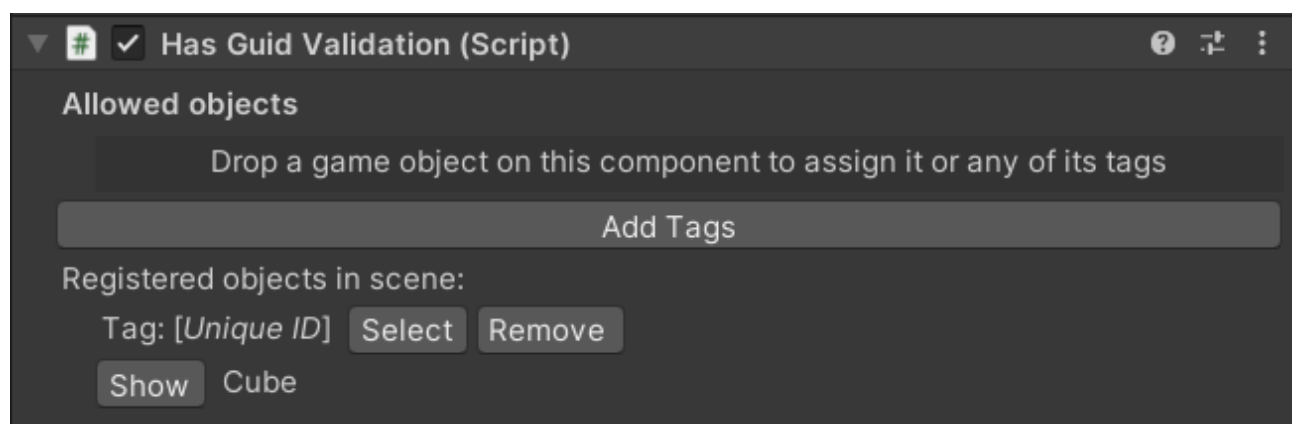 # Has Guid Validation (Script)
Allowed objects
Drop a game object on this component to assign it or any of its tags
Add Tags
Registered objects in scene:
Tag: [Unique ID] Select Remove
Show Cube